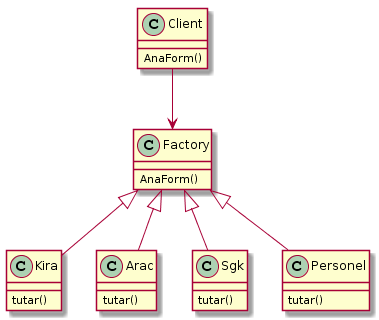 C Client
AnaForm()
C Factory
AnaForm()
C Kira
tutar()
C Arac
tutar()
C Sgk
tutar()
C Personel
tutar()